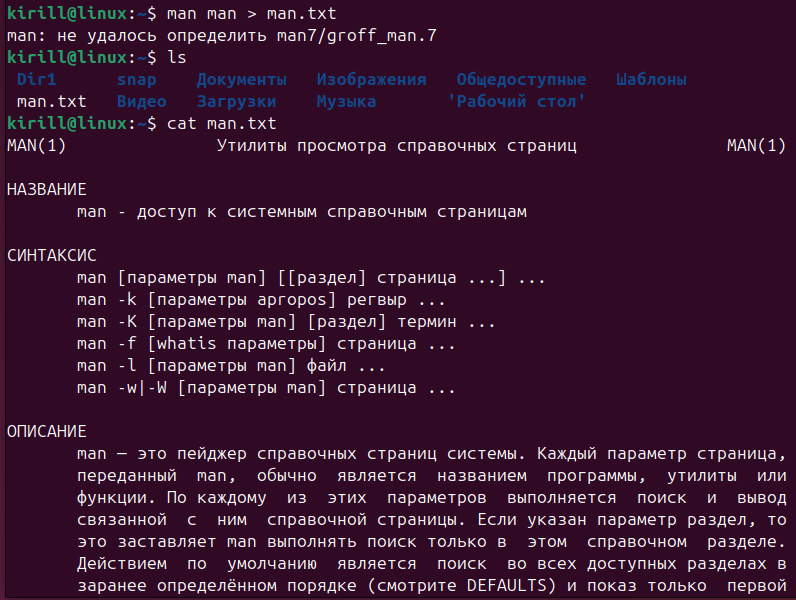 kirill@linux:~$ man man > man.txt
man: не удалось определить man7/groff_man.7
kirill@linux:~$ ls
Dir1 snap Документы Изображения Общедоступные Шаблоны
man.txt Видео Загрузки Музыка 'Рабочий стол'
kirill@linux:~$ cat man.txt
MAN(1) Утилиты просмотра справочных страниц MAN(1)
НАЗВАНИЕ
man - доступ к системным справочным страницам
СИНТАКСИС
man [параметры man] [[раздел] страница ...] ...
man -k [параметры apropos] регвыр ...
man -K [параметры man] [раздел] термин ...
man -f [whatis параметры] страница ...
man -l [параметры man] файл ...
man -w|-W [параметры man] страница ...
ОПИСАНИЕ
man — это пейджер справочных страниц системы. Каждый параметр страница,
переданный man, обычно является названием программы, утилиты или
функции. По каждому из этих параметров выполняется поиск и вывод
связанной с ним справочной страницы. Если указан параметр раздел, то
это заставляет man выполнять поиск только в этом справочном разделе.
Действием по умолчанию является поиск во всех доступных разделах в
заранее определённом порядке (смотрите DEFAULTS) и показ только первой